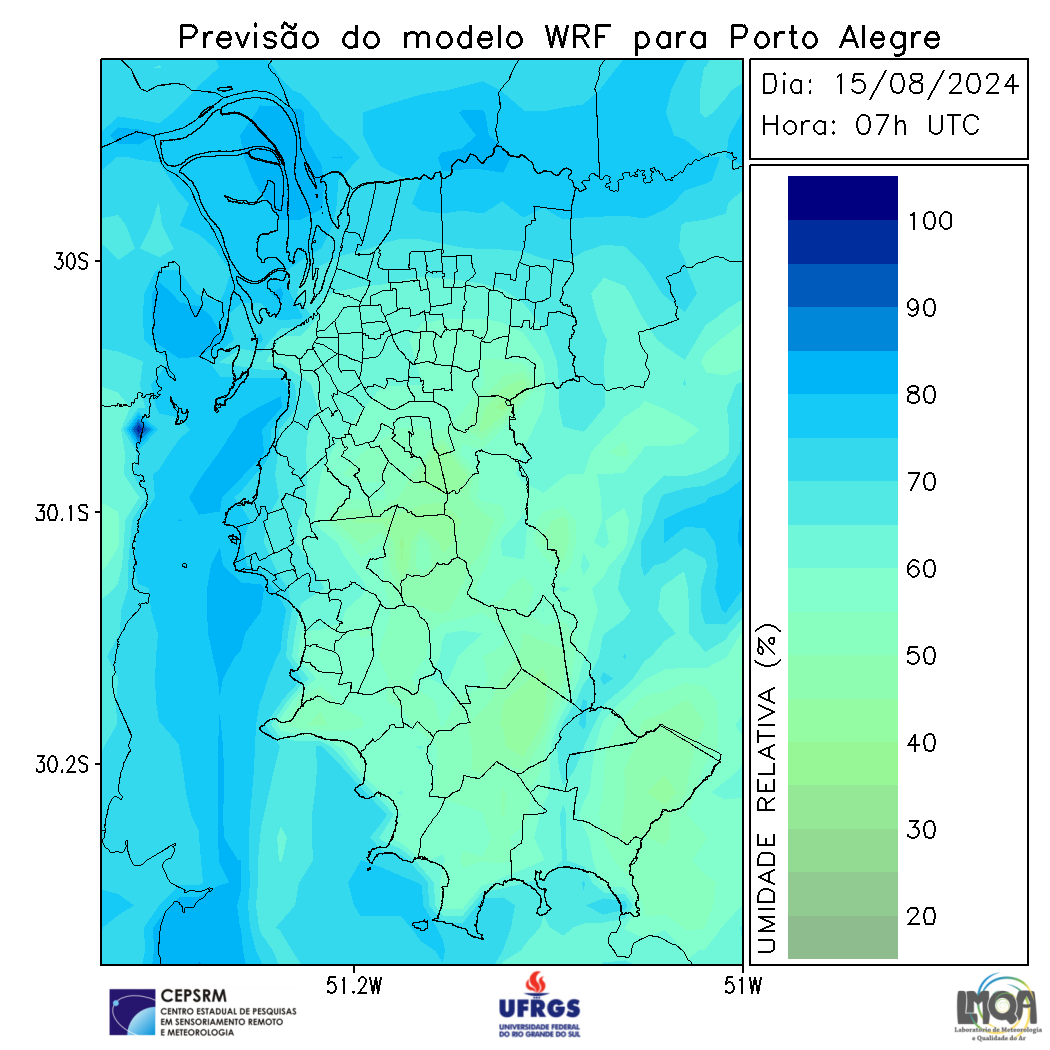 Previsão do modelo WRF para Porto Alegre
Dia: 15/08/2024
Hora: 07h UTC
100
90
80
70
60
50
40
30
20
UMIDADE RELATIVA (%)
30S
30.1S
30.2S
51.2W
51W
CEPSRM
CENTRO ESTADUAL DE PESQUISAS
EM SENSORIAMENTO REMOTO
E METEOROLOGIA
UFRGS
UNIVERSIDADE FEDERAL
DO RIO GRANDE DO SUL
LMQA
Laboratório de Meteorologia
e Qualidade do Ar